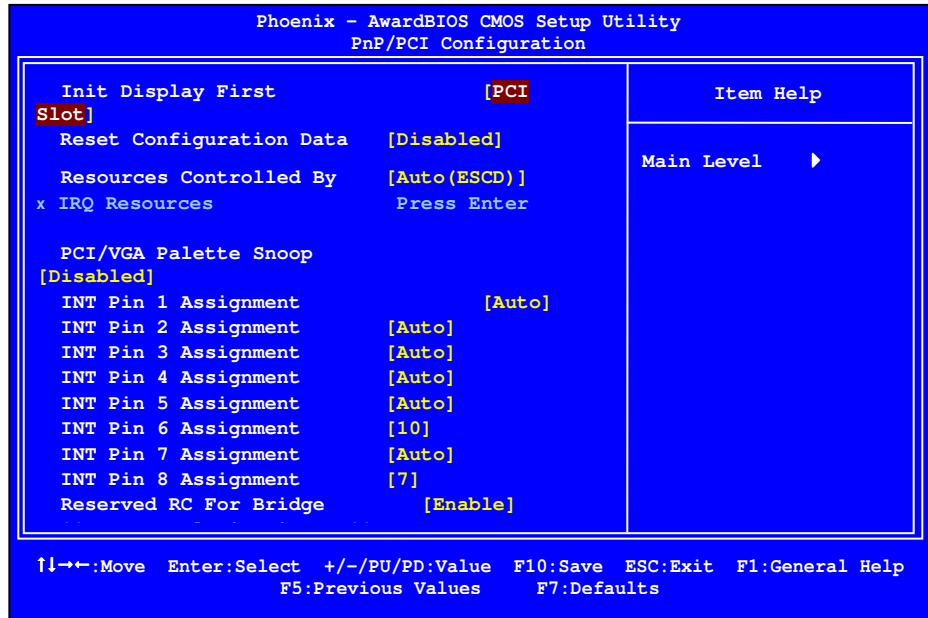 Phoenix – AwardBIOS CMOS Setup Utility
PnP/PCI Configuration
Init Display First [PCI
Slot]
Reset Configuration Data [Disabled]
Resources Controlled By [Auto(ESCD)]
x IRQ Resources Press Enter
PCI/VGA Palette Snoop
[Disabled]
INT Pin 1 Assignment [Auto]
INT Pin 2 Assignment [Auto]
INT Pin 3 Assignment [Auto]
INT Pin 4 Assignment [Auto]
INT Pin 5 Assignment [Auto]
INT Pin 6 Assignment [10]
INT Pin 7 Assignment [Auto]
INT Pin 8 Assignment [7]
Reserved RC For Bridge [Enable]
Item Help
Main Level ▶
↑↓→←:Move Enter:Select +/-/PU/PD:Value F10:Save ESC:Exit F1:General Help
F5:Previous Values F7:Defaults